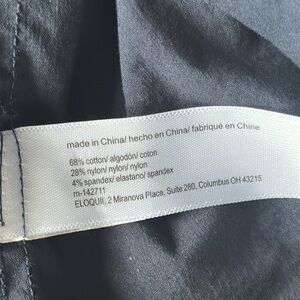 made in China/ hecho en China/ fabriqué en Chine
68% cotton/ algodón/ coton
28% nylon/ nylon/ nylon
4% spandex/ elastano/ spandex
m-142711
ELOQUII, 2 Miranova Place, Suite 280, Columbus OH 43215